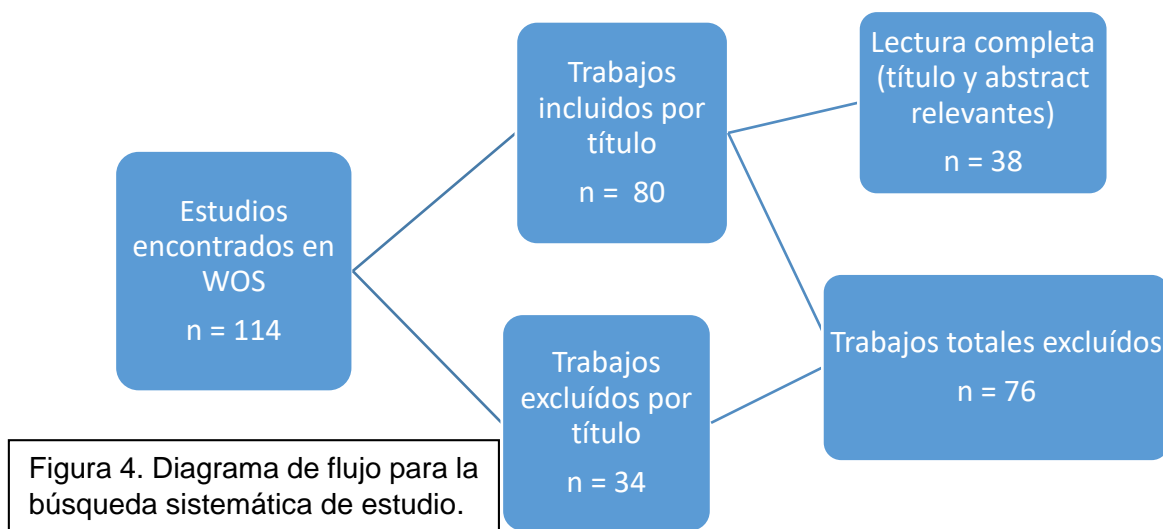 Estudios
encontrados en
WOS
n = 114
Trabajos
incluidos por
título
n = 80
Trabajos
excluídos por
título
n = 34
Lectura completa
(título y abstract
relevantes)
n = 38
Trabajos totales excluídos
n = 76
Figura 4. Diagrama de flujo para la
búsqueda sistemática de estudio.